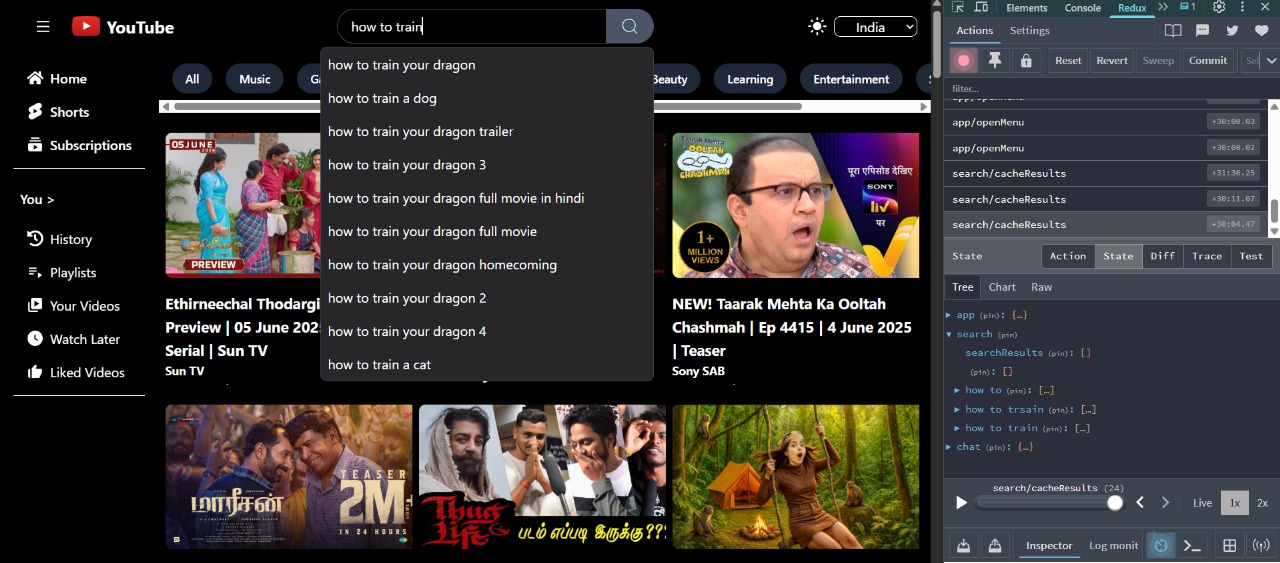 YouTube
how to train
India
Home
Shorts
Subscriptions
You >
History
Playlists
Your Videos
Watch Later
Liked Videos
All
Music
Beauty
Learning
Entertainment
how to train your dragon
how to train a dog
how to train your dragon trailer
how to train your dragon 3
how to train your dragon full movie in hindi
how to train your dragon full movie
how to train your dragon homecoming
how to train your dragon 2
how to train your dragon 4
how to train a cat
05 JUNE
2025
PREVIEW
Ethirneechal Thodargi
Preview | 05 June 2025
Serial | Sun TV
Sun TV
Taarak Mehta
Ka
OOLTAH
CHASHMAH
पूरा एपिसोड देखिए
SONY
liv
पर
1+
MILLION
VIEWS
NEW! Taarak Mehta Ka Ooltah
Chashmah | Ep 4415 | 4 June 2025
| Teaser
Sony SAB
மாரீசன்
TEASER
2M+
IN 24 HOURS
Thug
Life
படம் எப்படி இருக்கு???
Elements
Console
Redux
1
Actions
Settings
Reset
Revert
Sweep
Commit
Sel
filter...
app/openMenu
app/openMenu +30:00.03
app/openMenu +30:00.02
search/cacheResults +31:36.25
search/cacheResults +30:11.07
search/cacheResults +30:04.47
State
Action
State
Diff
Trace
Test
Tree
Chart
Raw
app (pin): {…}
search (pin)
searchResults (pin): []
(pin): []
how to (pin): […]
how to trsain (pin): […]
how to train (pin): […]
chat (pin): {…}
search/cacheResults (24)
Live
1x
2x
Inspector
Log monit